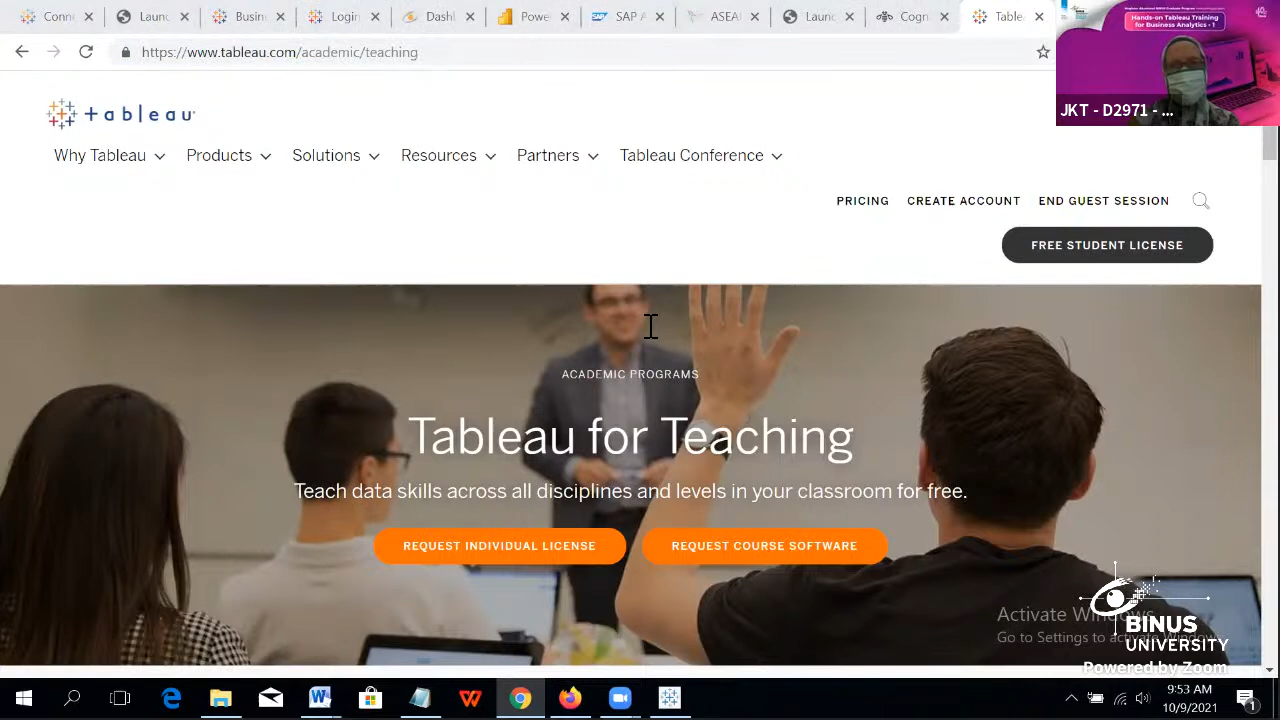 Conn
Laun
Busin
Login
Powe
SAP A
ASEA
Table
https://www.tableau.com/academic/teaching
Hands-on Tableau Training
for Business Analytics - 1
JKT - D2971 - ...
+ a b | e a u
Why Tableau
Products
Solutions
Resources
Partners
Tableau Conference
PRICING
CREATE ACCOUNT
END GUEST SESSION
FREE STUDENT LICENSE
ACADEMIC PROGRAMS
Tableau for Teaching
Teach data skills across all disciplines and levels in your classroom for free.
REQUEST INDIVIDUAL LICENSE
REQUEST COURSE SOFTWARE
Activate Windows
Go to Settings to activate Windows.
BINUS
UNIVERSITY
Powered by Zoom
9:53 AM
10/9/2021
1